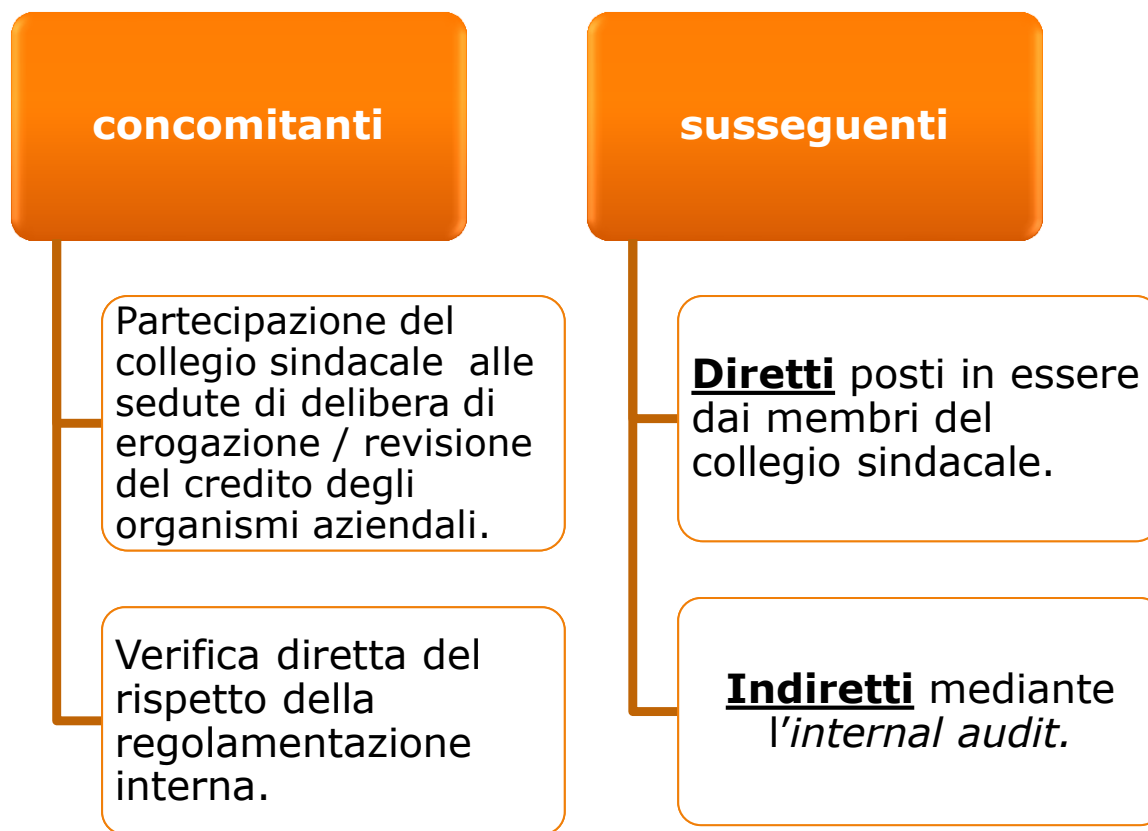 concomitanti
Partecipazione del
collegio sindacale alle
sedute di delibera di
erogazione / revisione
del credito degli
organismi aziendali.
Verifica diretta del
rispetto della
regolamentazione
interna.
susseguenti
Diretti posti in essere
dai membri del
collegio sindacale.
Indiretti mediante
l’internal audit.